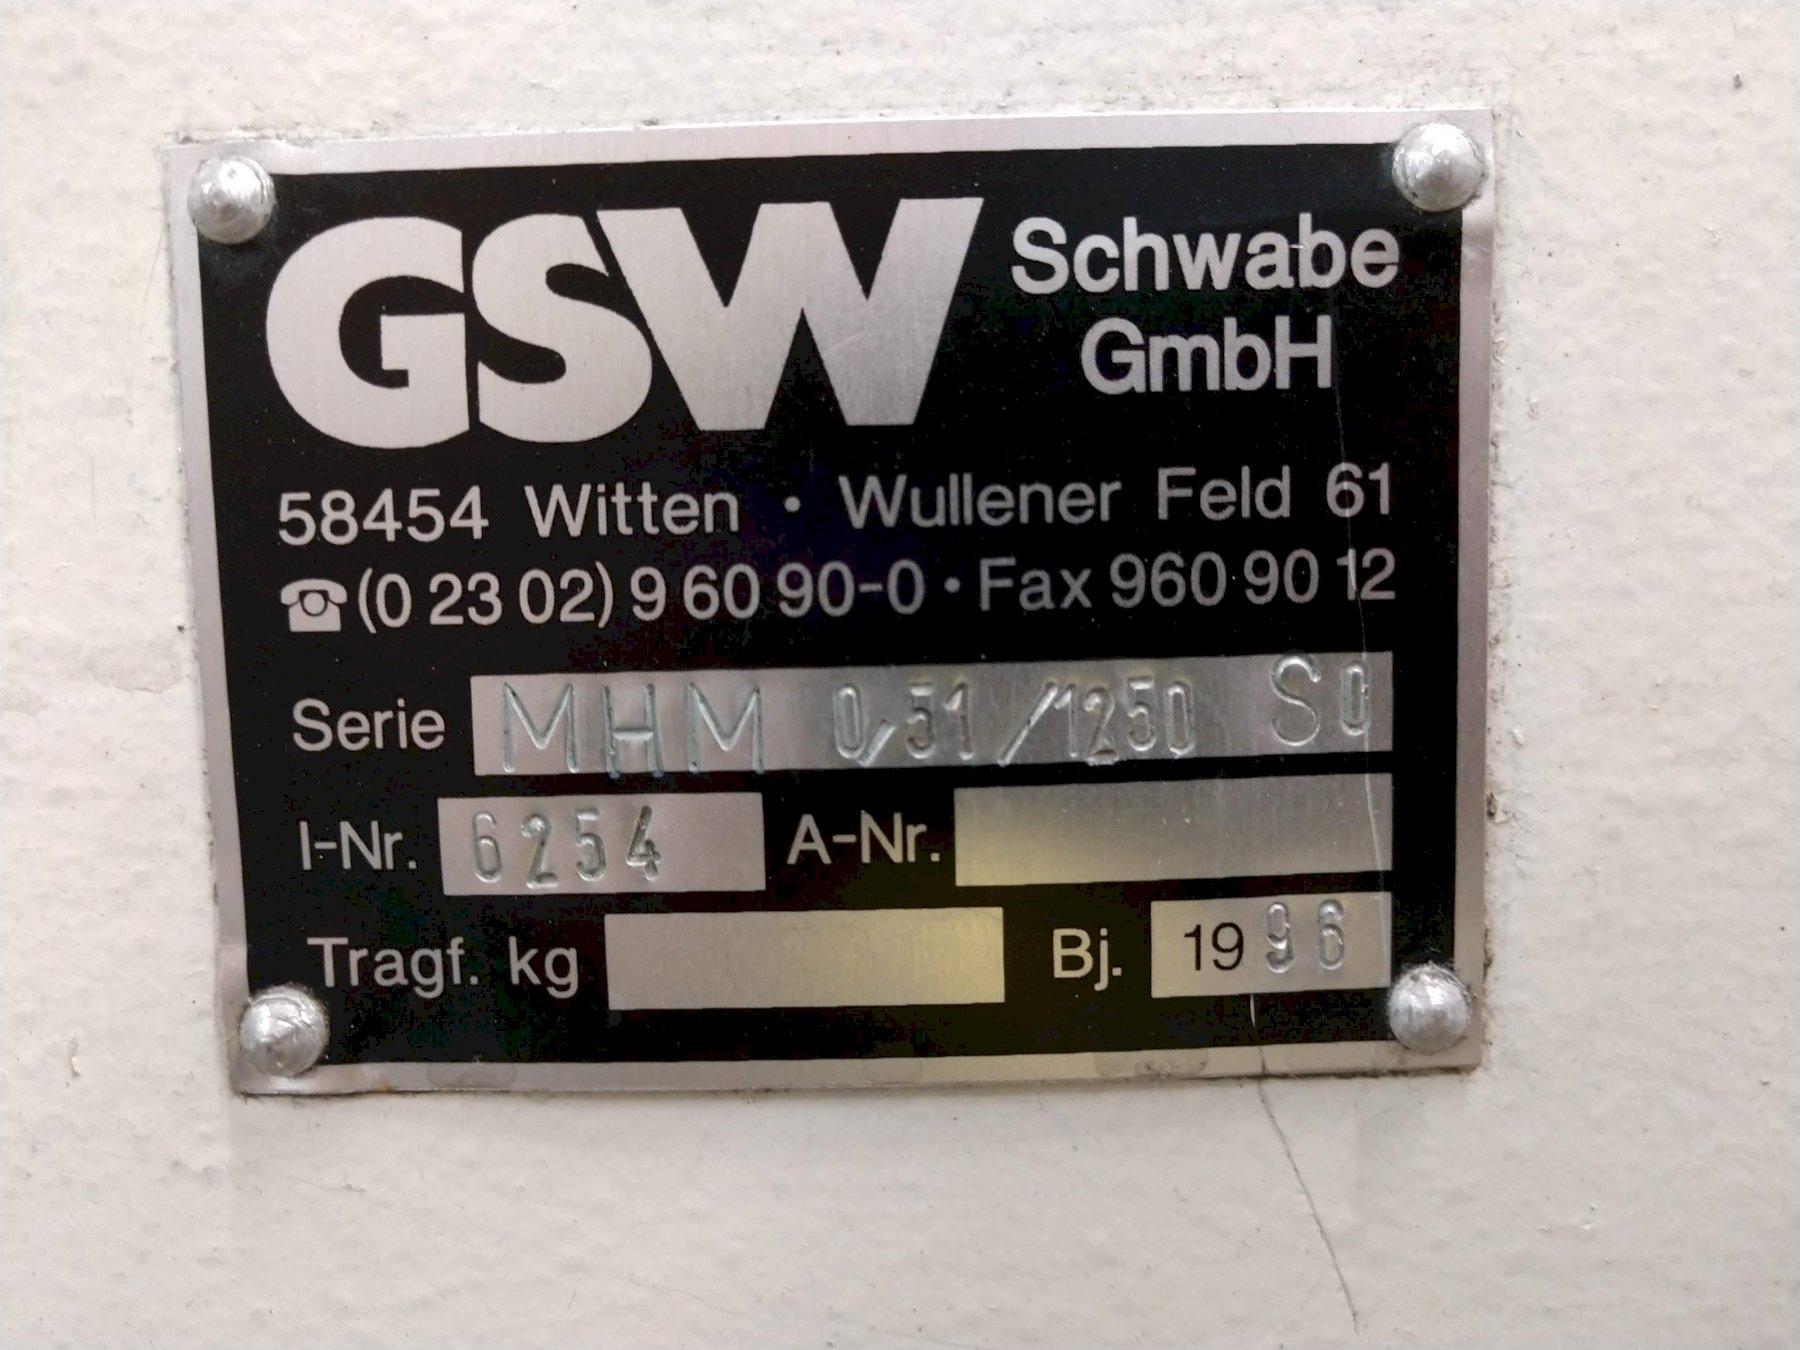 GSW Schwabe
GmbH
58454 Witten • Wullener Feld 61
☎ (0 23 02) 9 60 90-0 • Fax 960 90 12
Serie MHM 0,51/1250 S0
I-Nr. 6254 A-Nr.
Tragf. kg Bj. 1996